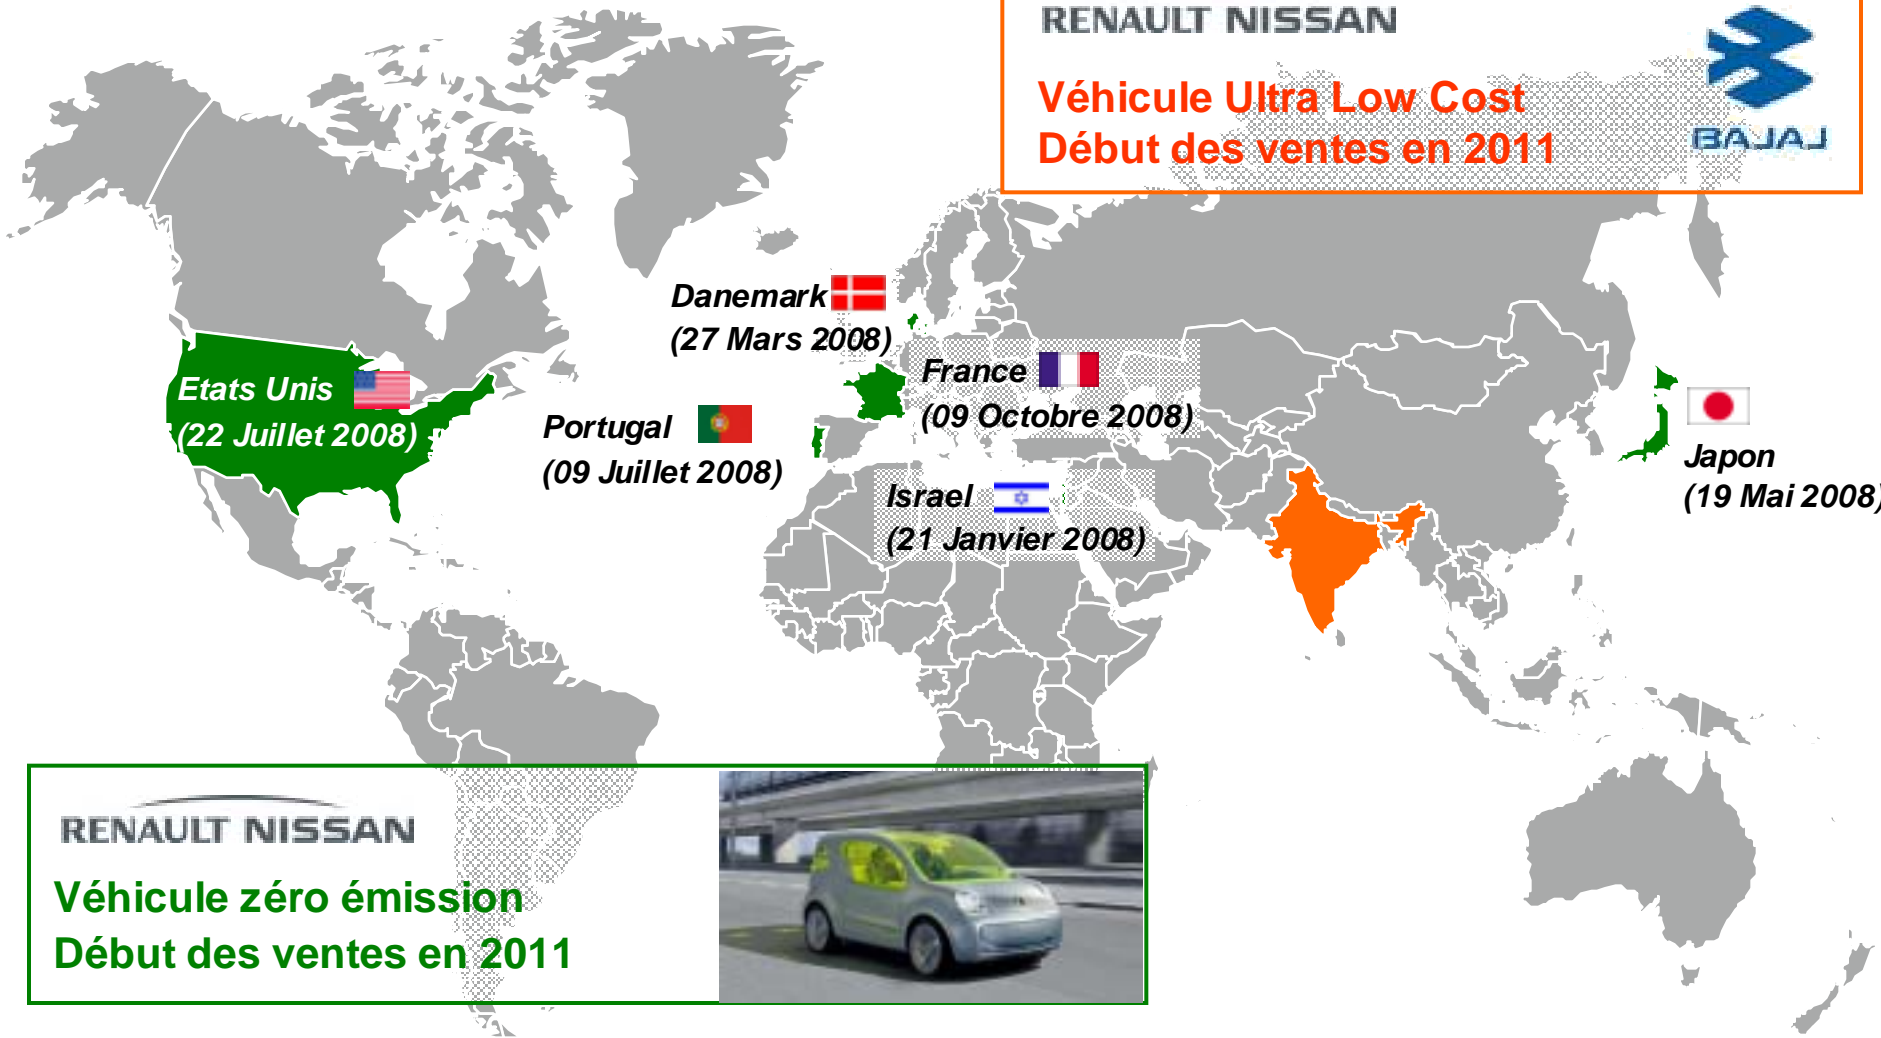 RENAULT NISSAN
Véhicule Ultra Low Cost
Début des ventes en 2011
BAJAJ
Danemark
(27 Mars 2008)
France
(09 Octobre 2008)
Etats Unis
(22 Juillet 2008)
Portugal
(09 Juillet 2008)
Japon
(19 Mai 2008)
Israel
(21 Janvier 2008)
RENAULT NISSAN
Véhicule zéro émission
Début des ventes en 2011